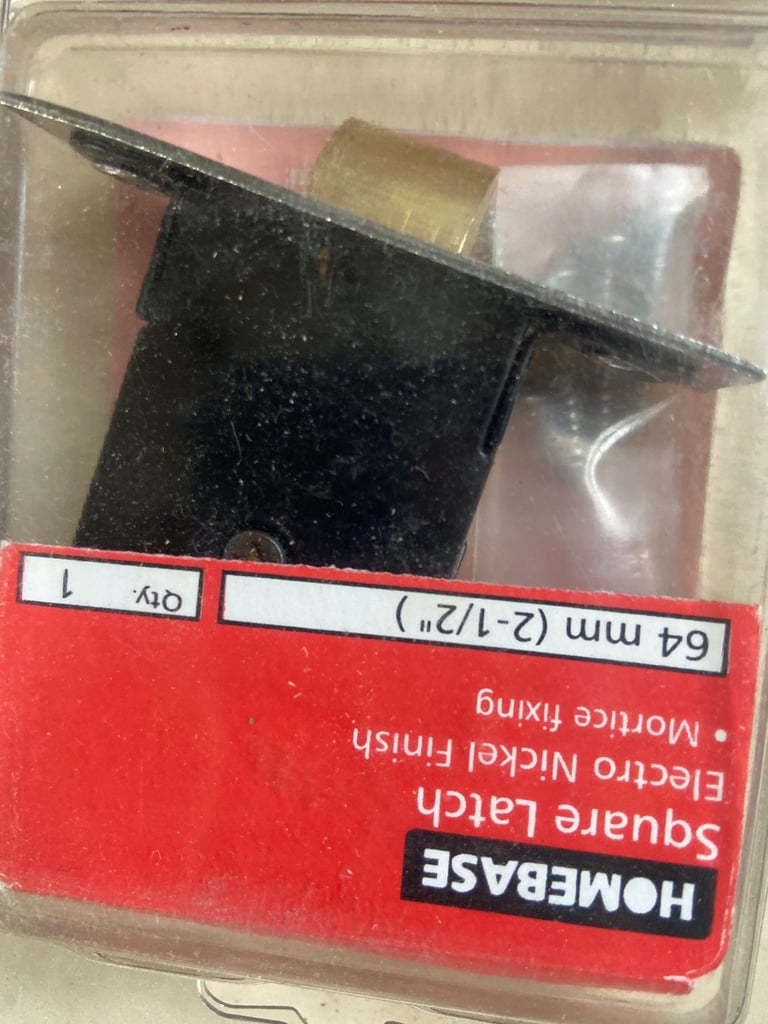 HOMEBASE
Square Latch
Electro Nickel Finish
• Mortice fixing
64 mm (2-1/2")
Qty. 1